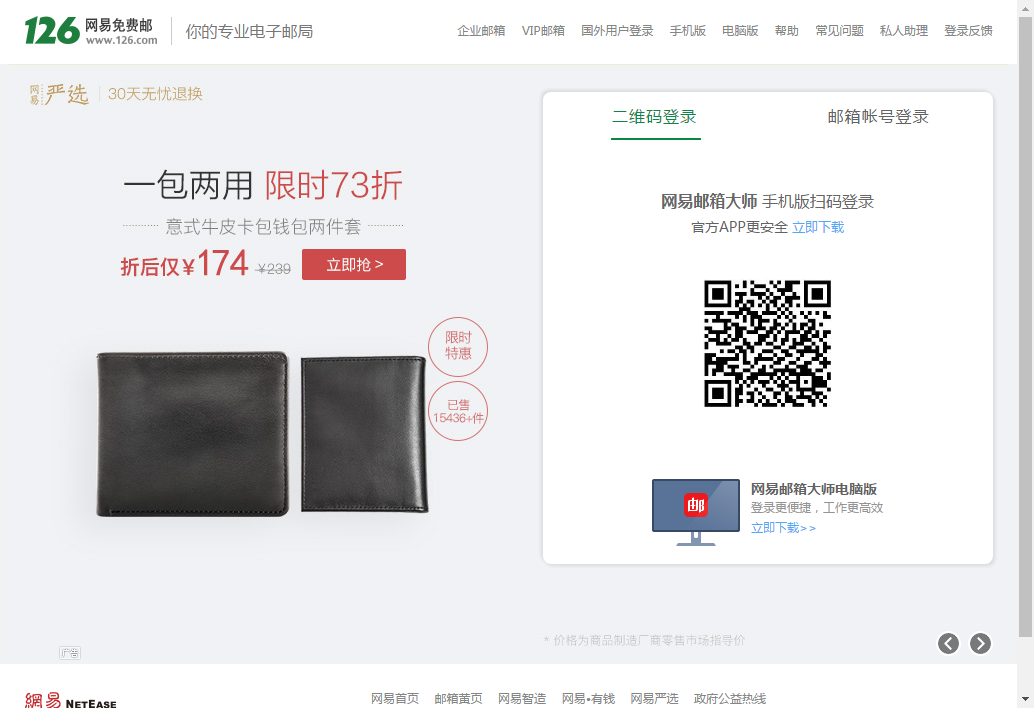 126 网易免费邮
www.126.com
你的专业电子邮局
企业邮箱 VIP邮箱 国外用户登录 手机版 电脑版 帮助 常见问题 私人助理 登录反馈
网易严选 30天无忧退换
一包两用 限时73折
意式牛皮卡包钱包两件套
折后仅¥174 ¥239 立即抢 >
限时
特惠
已售
15436+件
二维码登录 邮箱帐号登录
网易邮箱大师 手机版扫码登录
官方APP更安全 立即下载
邮
网易邮箱大师电脑版
登录更便捷，工作更高效
立即下载>>
* 价格为商品制造厂商零售市场指导价
广告
網易 NETEASE
网易首页 邮箱黄页 网易智造 网易•有钱 网易严选 政府公益热线